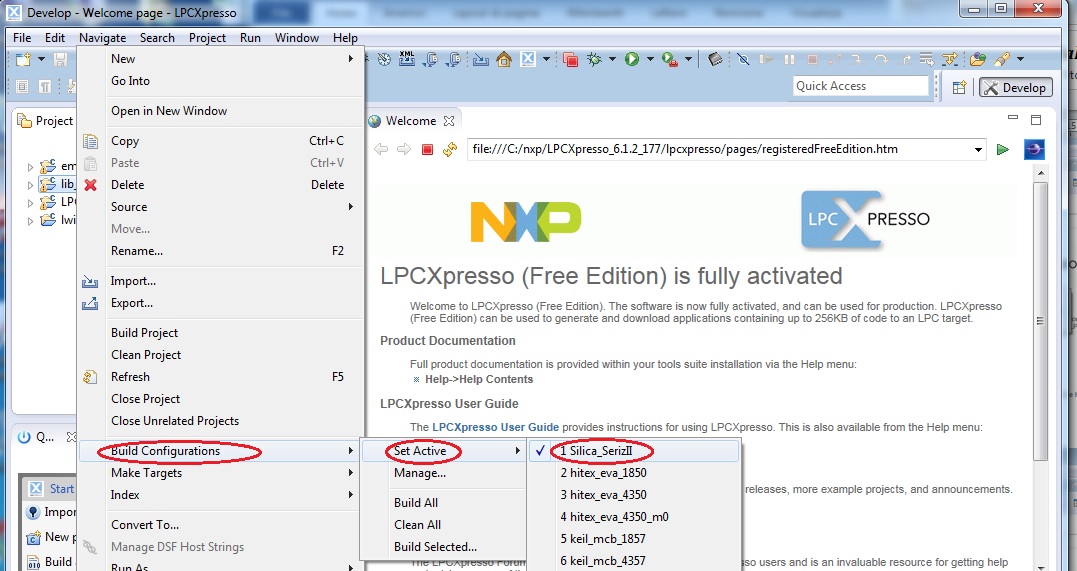 Develop - Welcome page - LPCXpresso
File Edit Navigate Search Project Run Window Help
Quick Access
Develop
Project
em
lib_
LPC
lwi
New
Go Into
Open in New Window
Copy Ctrl+C
Paste Ctrl+V
Delete Delete
Source
Move...
Rename... F2
Import...
Export...
Build Project
Clean Project
Refresh F5
Close Project
Close Unrelated Projects
Build Configurations
Make Targets
Index
Convert To...
Manage DSF Host Strings
Run As
Set Active
Manage...
Build All
Clean All
Build Selected...
1 Silica_SerizII
2 hitex_eva_1850
3 hitex_eva_4350
4 hitex_eva_4350_m0
5 keil_mcb_1857
6 keil_mcb_4357
Welcome
file:///C:/nxp/LPCXpresso_6.1.2_177/lpcxpresso/pages/registeredFreeEdition.htm
NXP
LPC XPRESSO
LPCXpresso (Free Edition) is fully activated
Welcome to LPCXpresso (Free Edition). The software is now fully activated, and can be used for production. LPCXpresso
(Free Edition) can be used to generate and download applications containing up to 256KB of code to an LPC target.
Product Documentation
Full product documentation is provided within your tools suite installation via the Help menu:
Help->Help Contents
LPCXpresso User Guide
The LPCXpresso User Guide provides instructions for using LPCXpresso. This is also available from the Help menu:
releases, more example projects, and announcements.
The LPCXpresso Forum
sso users and is an invaluable resource for getting help
Q...
Start
Impor
New p
Build